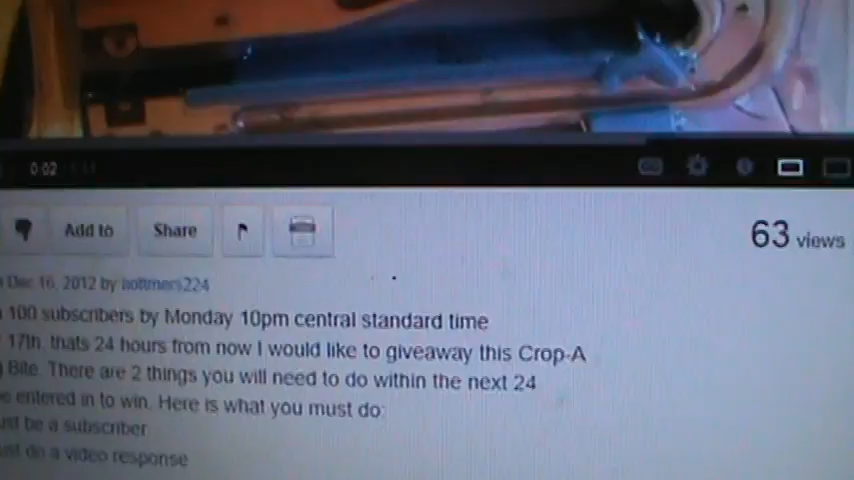 0:02
Add to Share
63 views
Dec 16, 2012 by
100 subscribers by Monday 10pm central standard time
17th, thats 24 hours from now I would like to giveaway this Crop-A
Bite. There are 2 things you will need to do within the next 24
entered in to win. Here is what you must do:
be a subscriber
do a video response